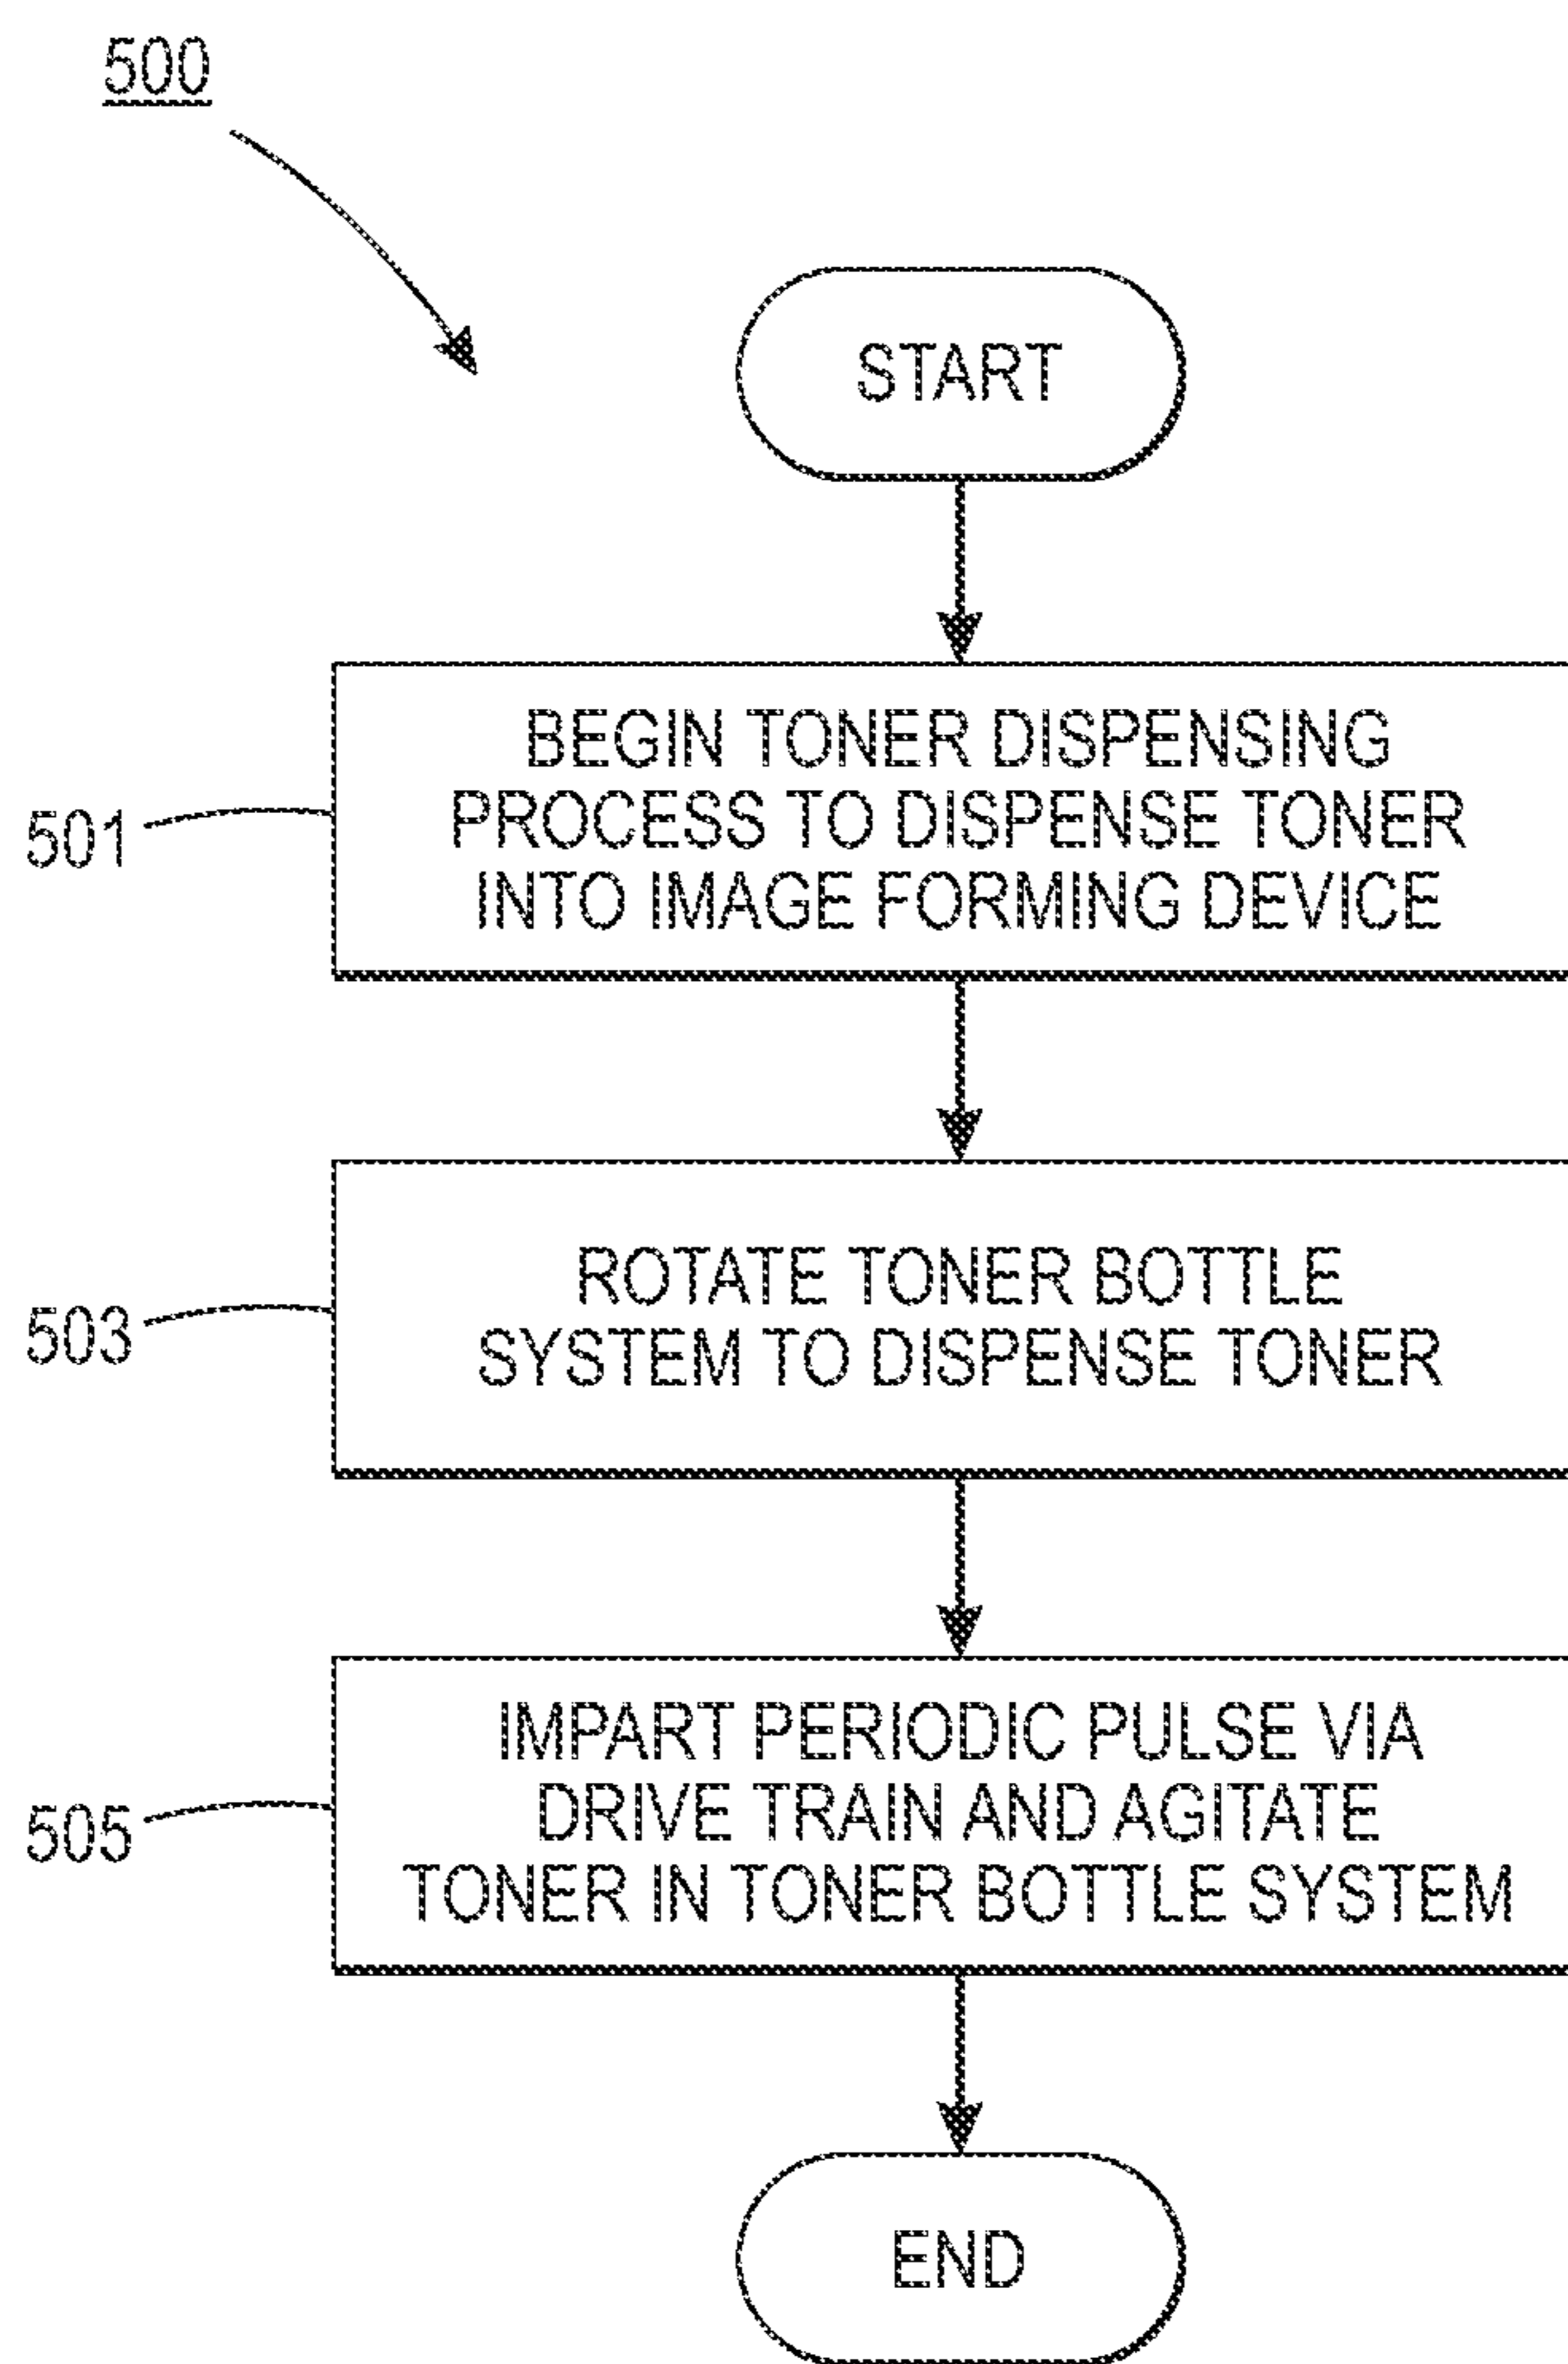 500
START
501
BEGIN TONER DISPENSING
PROCESS TO DISPENSE TONER
INTO IMAGE FORMING DEVICE
503
ROTATE TONER BOTTLE
SYSTEM TO DISPENSE TONER
505
IMPART PERIODIC PULSE VIA
DRIVE TRAIN AND AGITATE
TONER IN TONER BOTTLE SYSTEM
END